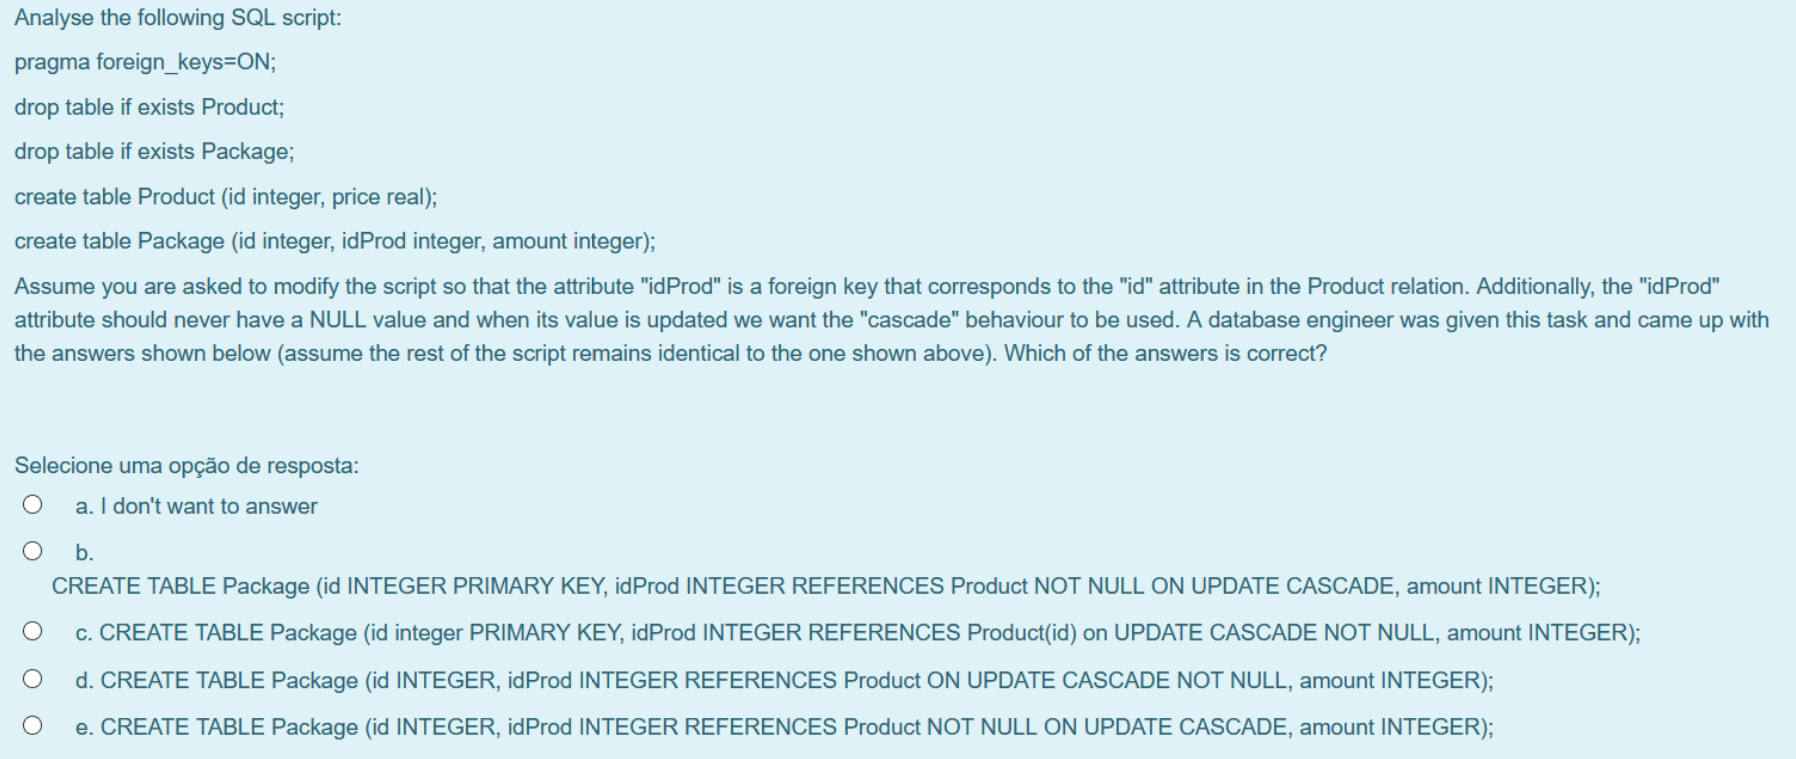 Analyse the following SQL script:
pragma foreign_keys=ON;
drop table if exists Product;
drop table if exists Package;
create table Product (id integer, price real);
create table Package (id integer, idProd integer, amount integer);
Assume you are asked to modify the script so that the attribute "idProd" is a foreign key that corresponds to the "id" attribute in the Product relation. Additionally, the "idProd"
attribute should never have a NULL value and when its value is updated we want the "cascade" behaviour to be used. A database engineer was given this task and came up with
the answers shown below (assume the rest of the script remains identical to the one shown above). Which of the answers is correct?
Selecione uma opção de resposta:
a. I don't want to answer
b.
CREATE TABLE Package (id INTEGER PRIMARY KEY, idProd INTEGER REFERENCES Product NOT NULL ON UPDATE CASCADE, amount INTEGER);
c. CREATE TABLE Package (id integer PRIMARY KEY, idProd INTEGER REFERENCES Product(id) on UPDATE CASCADE NOT NULL, amount INTEGER);
d. CREATE TABLE Package (id INTEGER, idProd INTEGER REFERENCES Product ON UPDATE CASCADE NOT NULL, amount INTEGER);
e. CREATE TABLE Package (id INTEGER, idProd INTEGER REFERENCES Product NOT NULL ON UPDATE CASCADE, amount INTEGER);